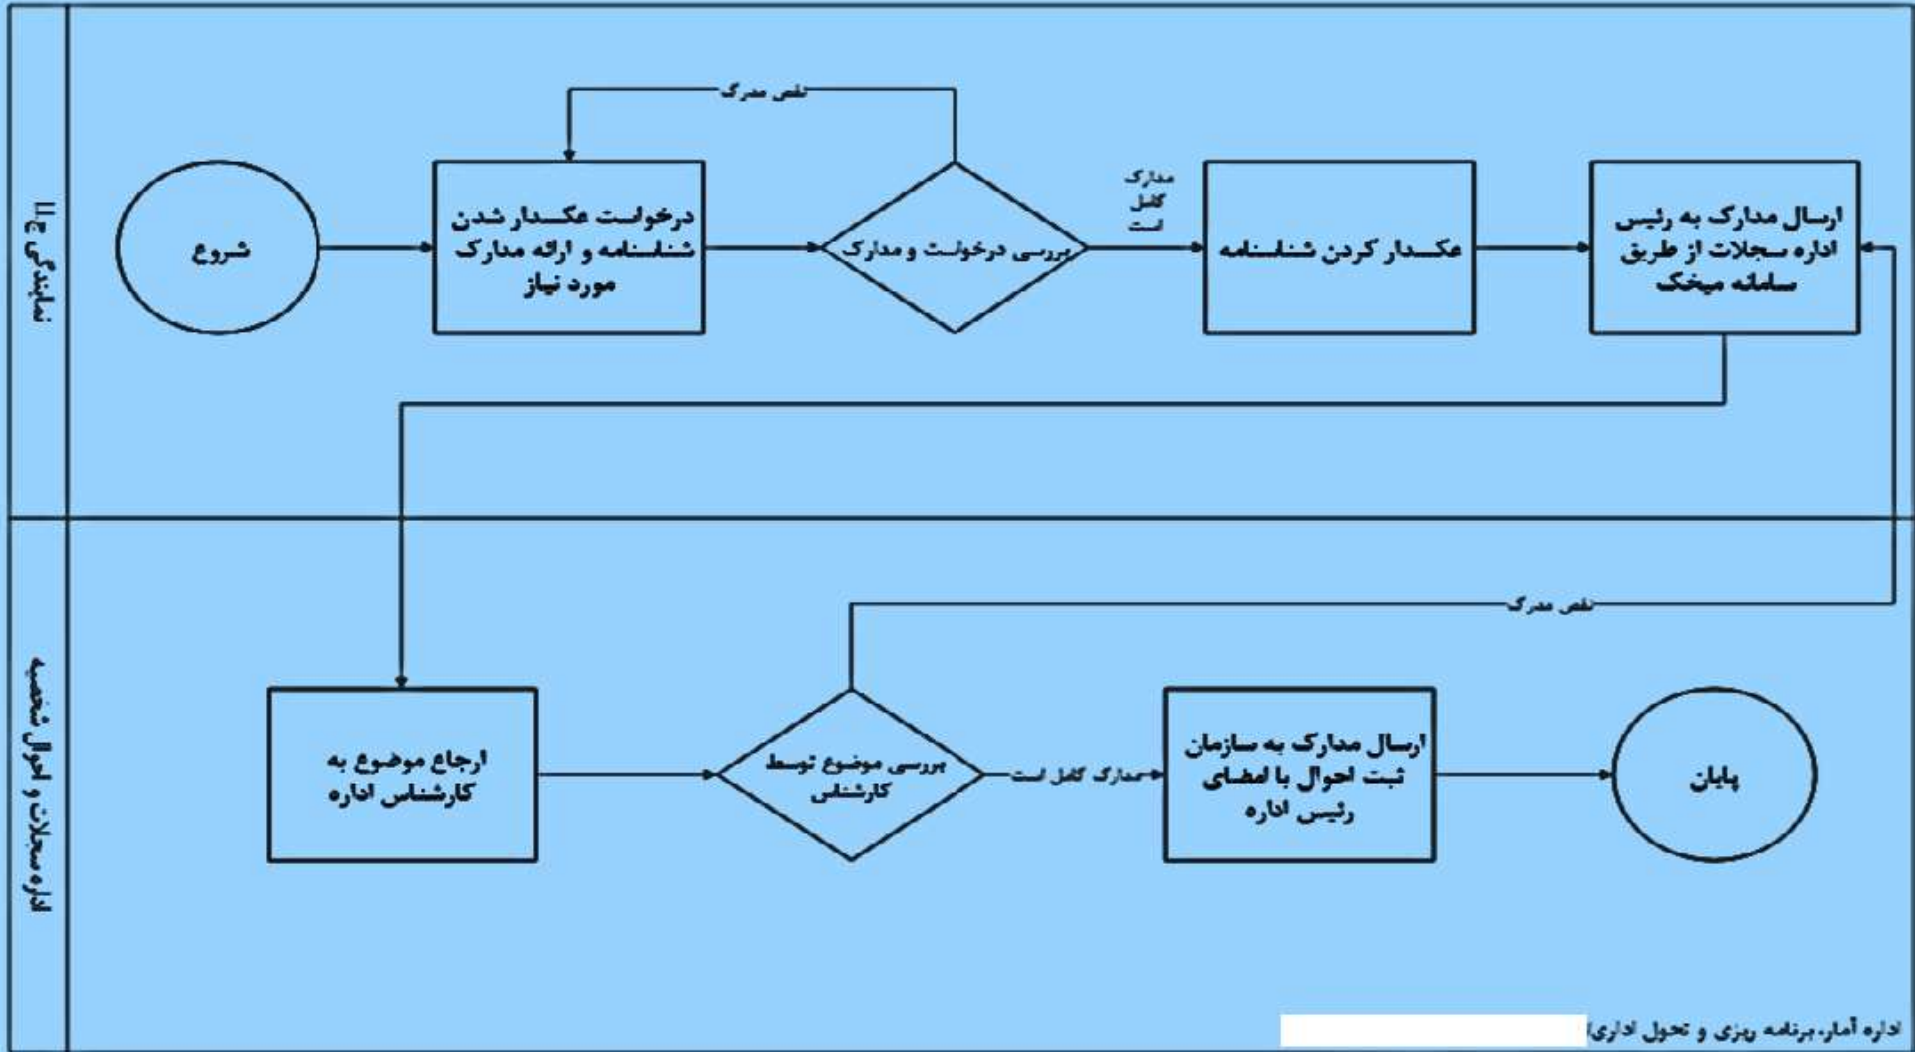 نمایندگی ج.ا.ا
شروع
درخواست عکسدار شدن
شناسنامه و ارائه مدارک
مورد نیاز
نقص مدرک
بررسی درخواست و مدارک
مدارک
کامل
است
عکسدار کردن شناسنامه
ارسال مدارک به رئیس
اداره سجلات از طریق
سامانه میخک
اداره سجلات و احوال شخصیه
ارجاع موضوع به
کارشناس اداره
بررسی موضوع توسط
کارشناس
نقص مدرک
مدارک کامل است
ارسال مدارک به سازمان
ثبت احوال با امضای
رئیس اداره
پایان
اداره آمار، برنامه ریزی و تحول اداری